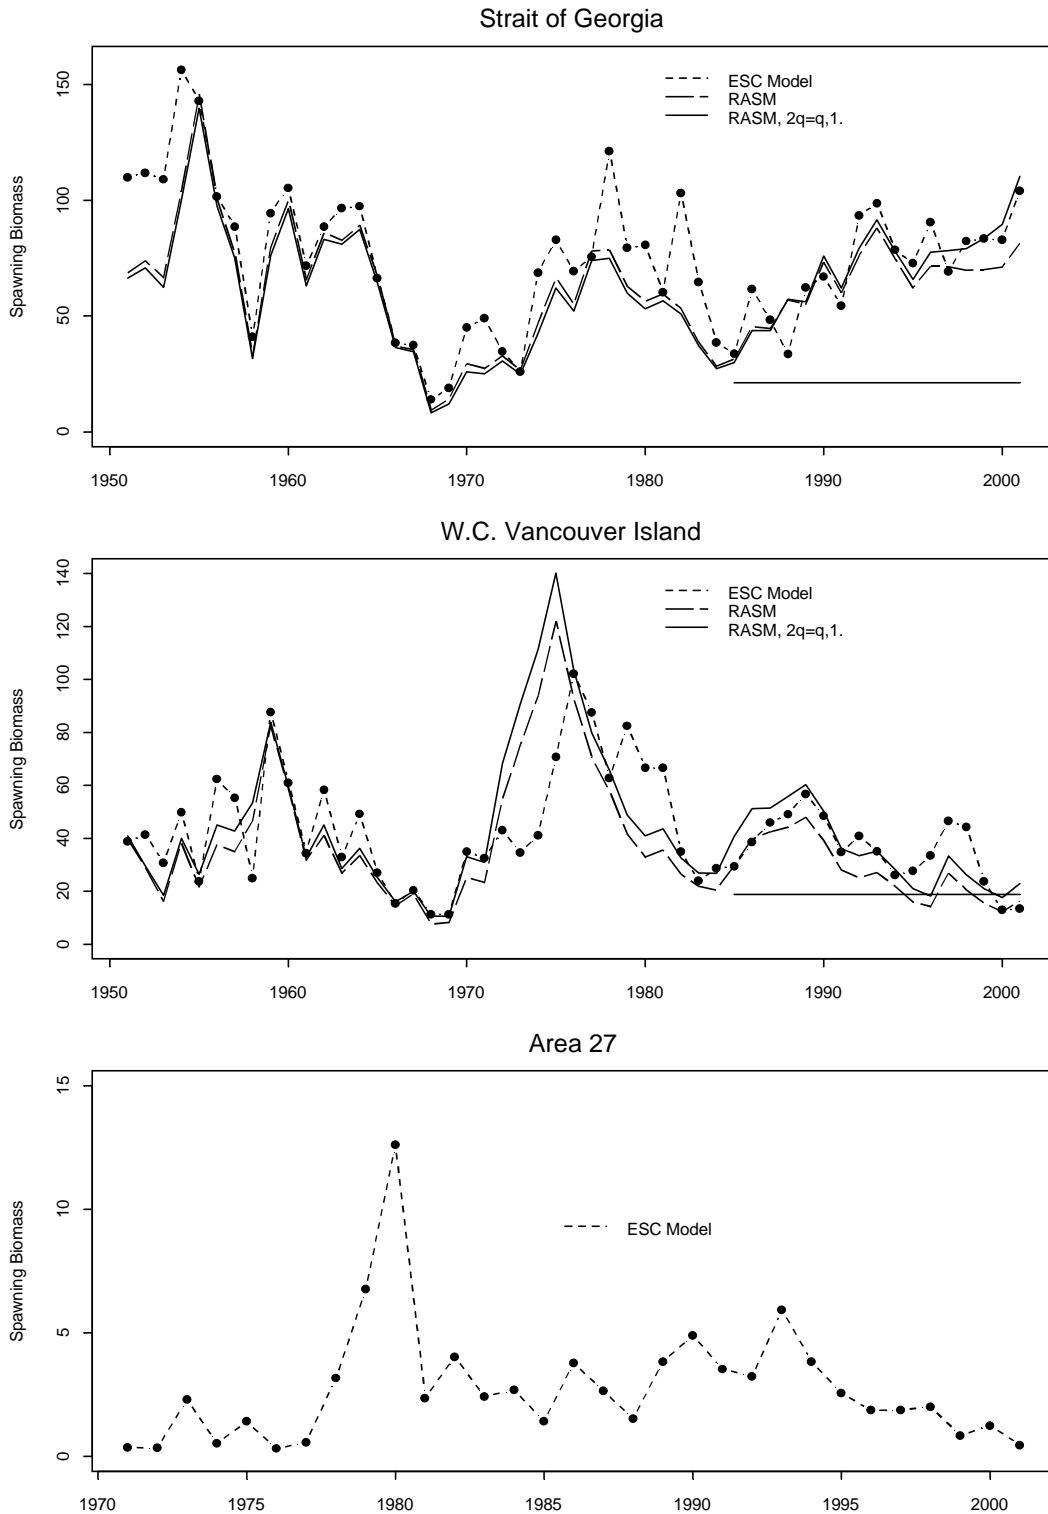 Strait of Georgia
150
100
50
0
Spawning Biomass
ESC Model
RASM
RASM, 2q=q,1.
1950 1960 1970 1980 1990 2000
W.C. Vancouver Island
140
120
100
80
60
40
20
0
Spawning Biomass
ESC Model
RASM
RASM, 2q=q,1.
1950 1960 1970 1980 1990 2000
Area 27
15
10
5
0
Spawning Biomass
ESC Model
1970 1975 1980 1985 1990 1995 2000